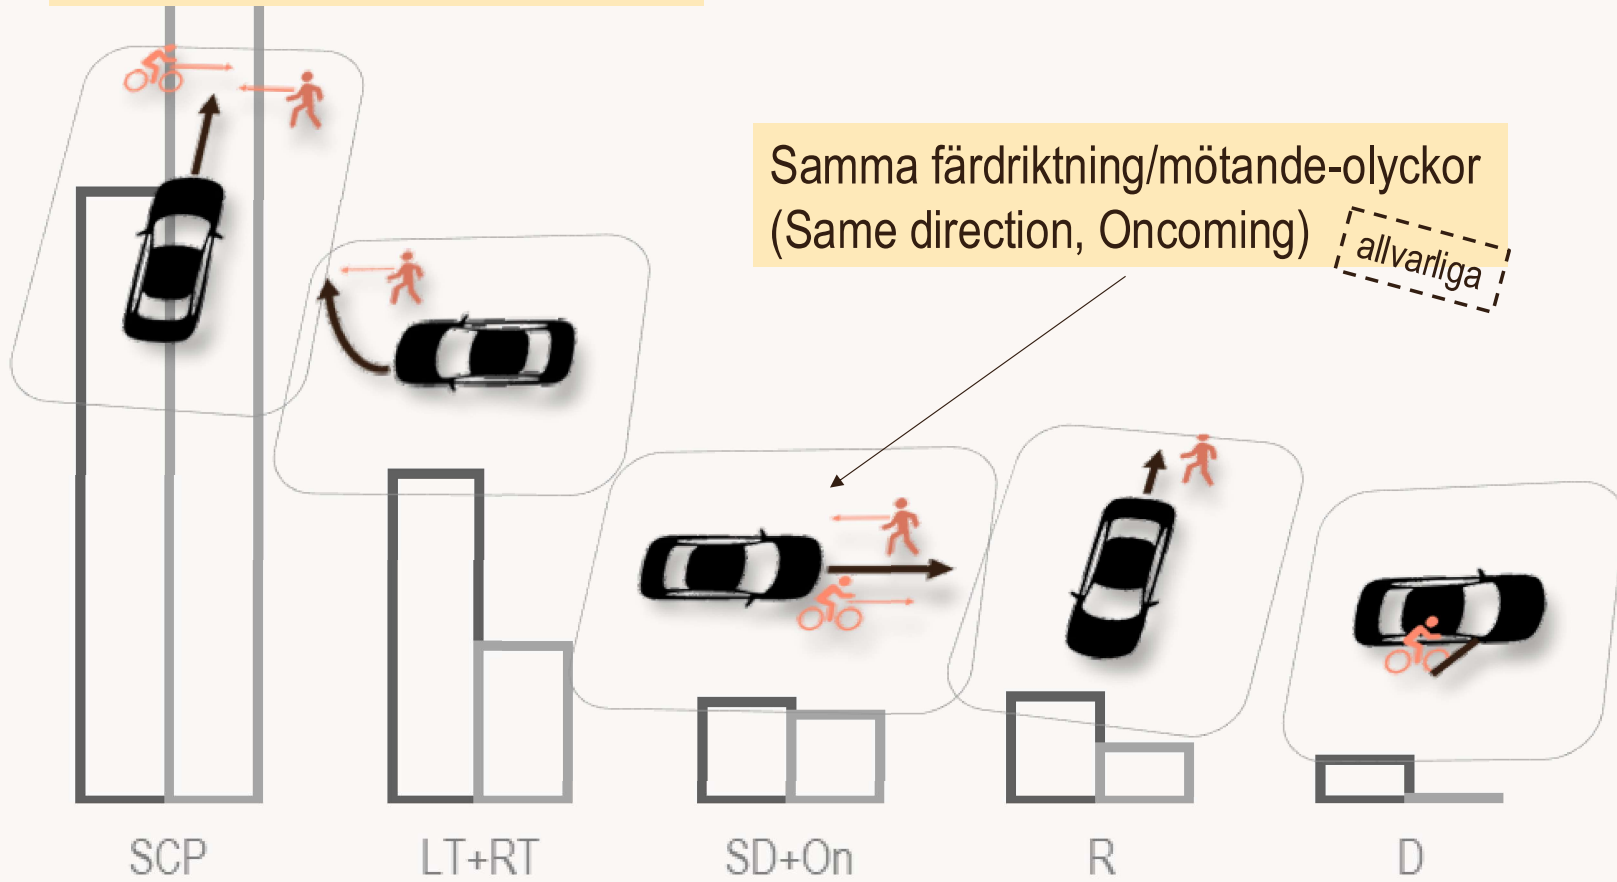 Samma färdriktning/mötande-olyckor
(Same direction, Oncoming)
allvarliga
SCP
LT+RT
SD+On
R
D